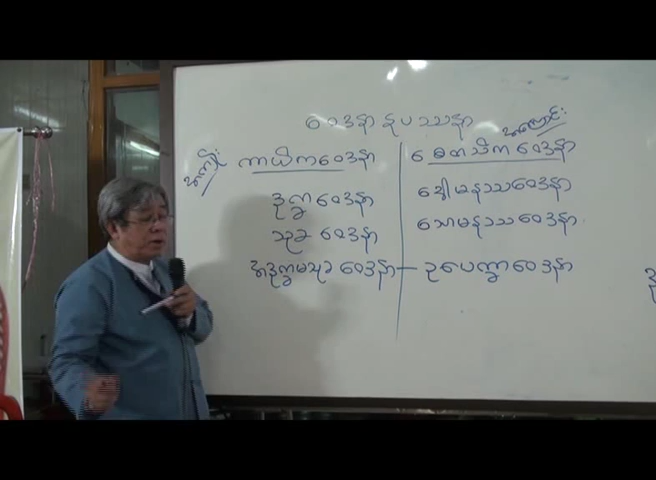 ဝေဒနာနုပဿနာ
ကာယိကဝေဒနာ စေတသိကဝေဒနာ
ဒုက္ခဝေဒနာ ဒေါမနဿဝေဒနာ
သုခဝေဒနာ သောမနဿဝေဒနာ
အဒုက္ခမသုခဝေဒနာ — ဥပေက္ခာဝေဒနာ